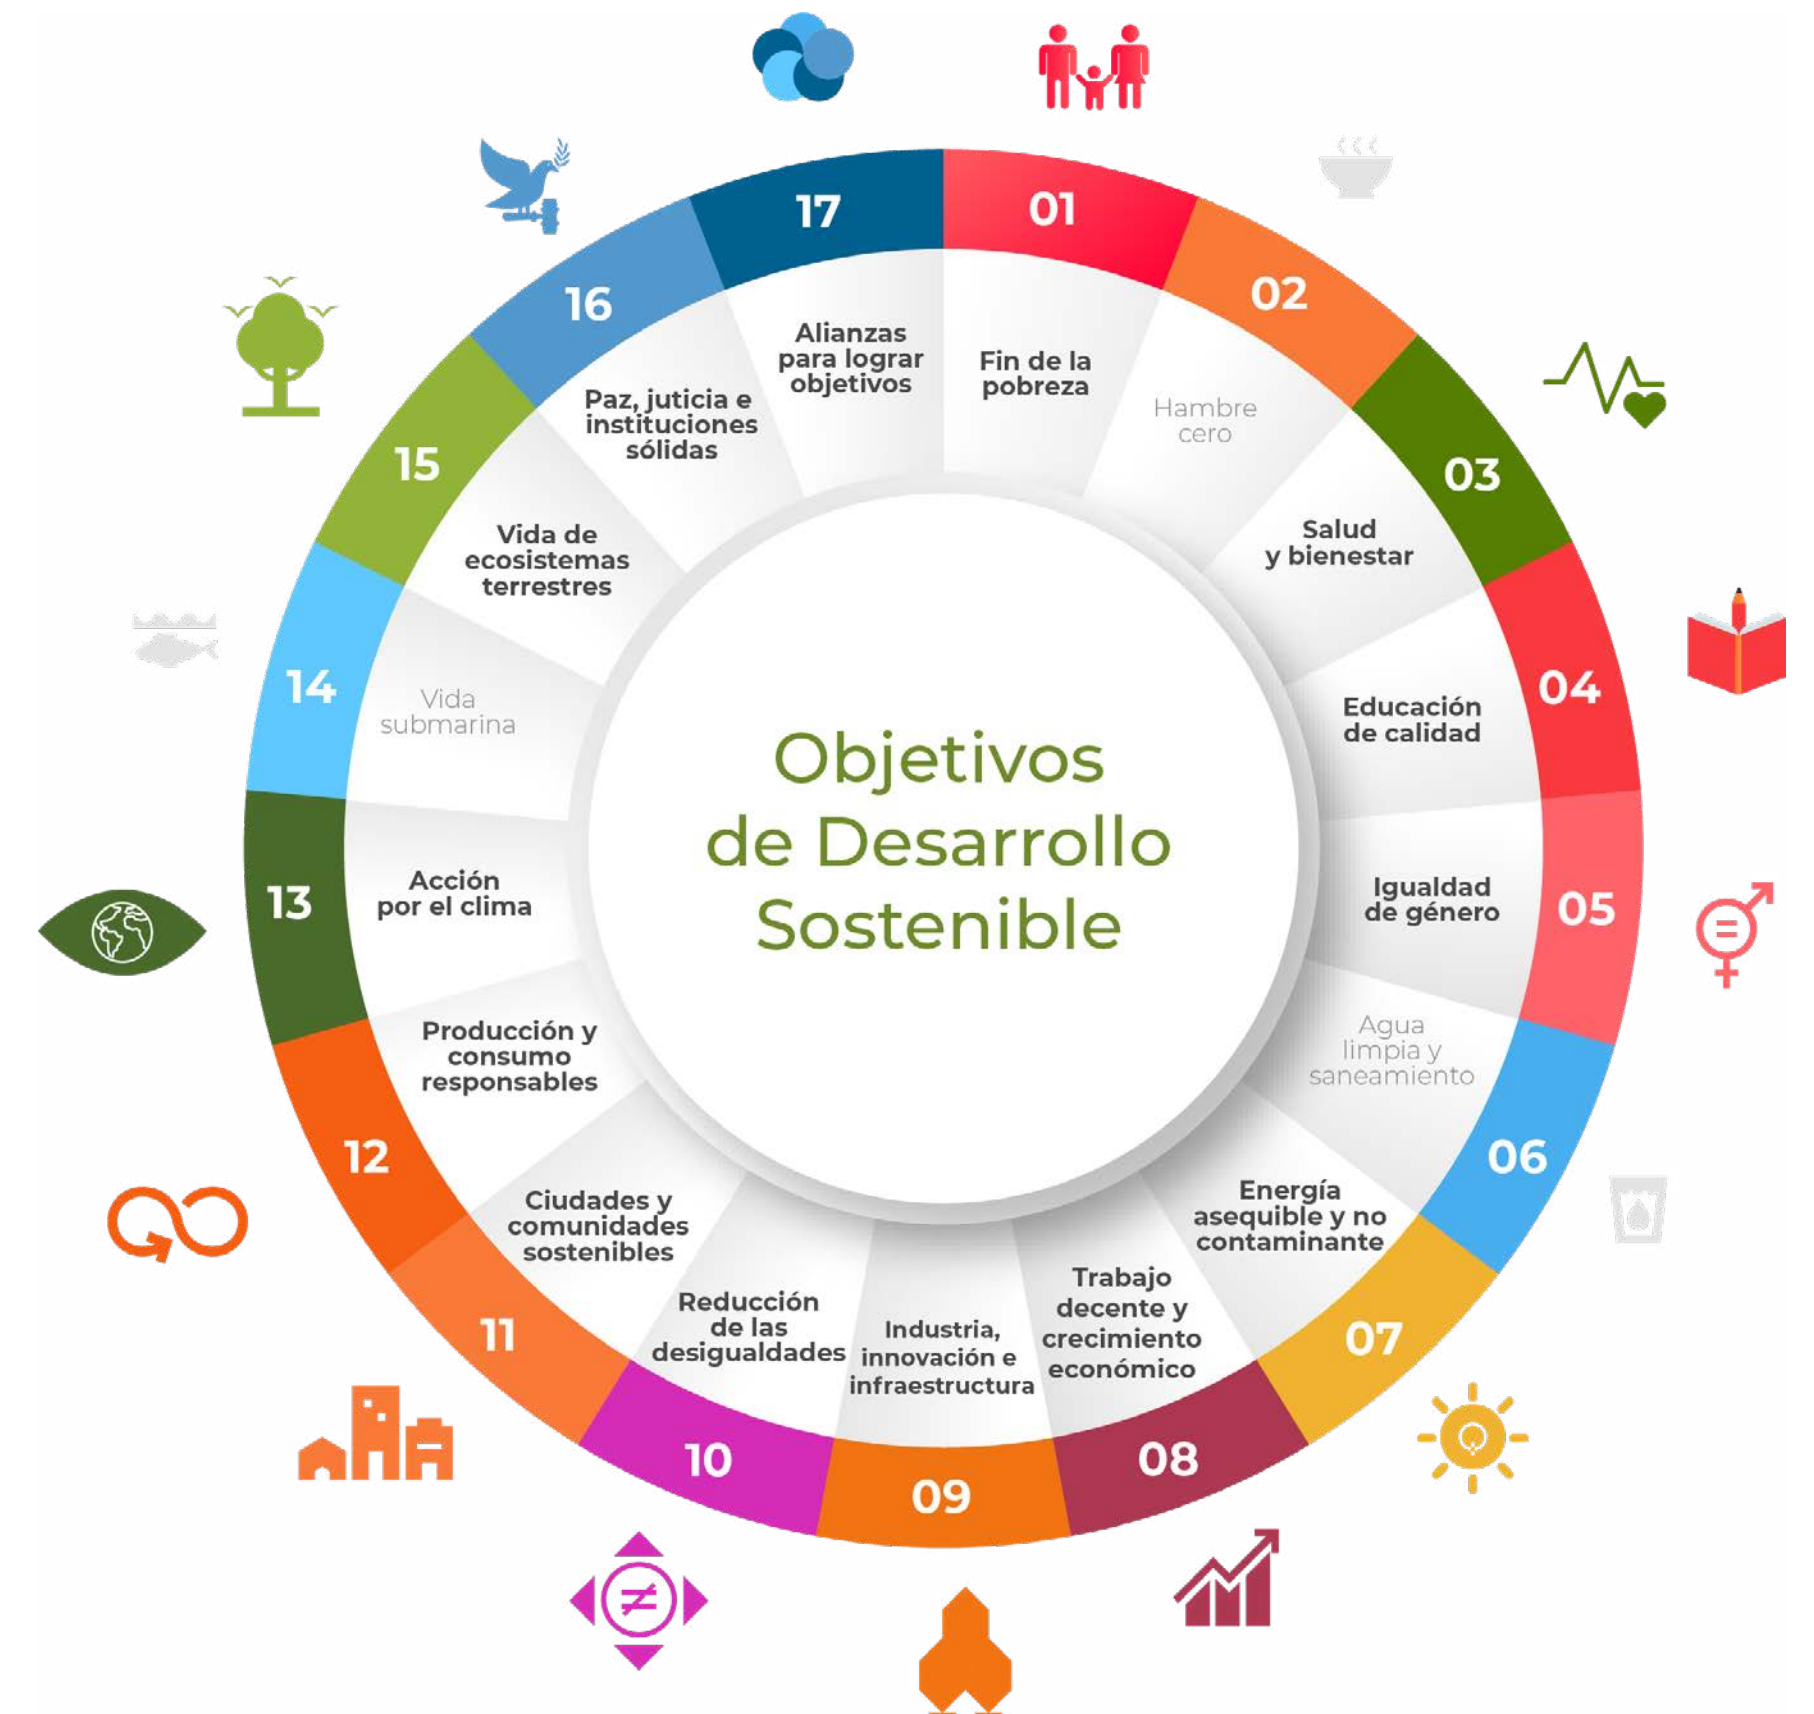 Objetivos
de Desarrollo
Sostenible
01
Fin de la
pobreza
02
Hambre
cero
03
Salud
y bienestar
04
Educación
de calidad
05
Igualdad
de género
06
Agua
limpia y
saneamiento
07
Energía
asequible y no
contaminante
08
Trabajo
decente y
crecimiento
económico
09
Industria,
innovación e
infraestructura
10
Reducción
de las
desigualdades
11
Ciudades y
comunidades
sostenibles
12
Producción y
consumo
responsables
13
Acción
por el clima
14
Vida
submarina
15
Vida de
ecosistemas
terrestres
16
Paz, juticia e
instituciones
sólidas
17
Alianzas
para lograr
objetivos